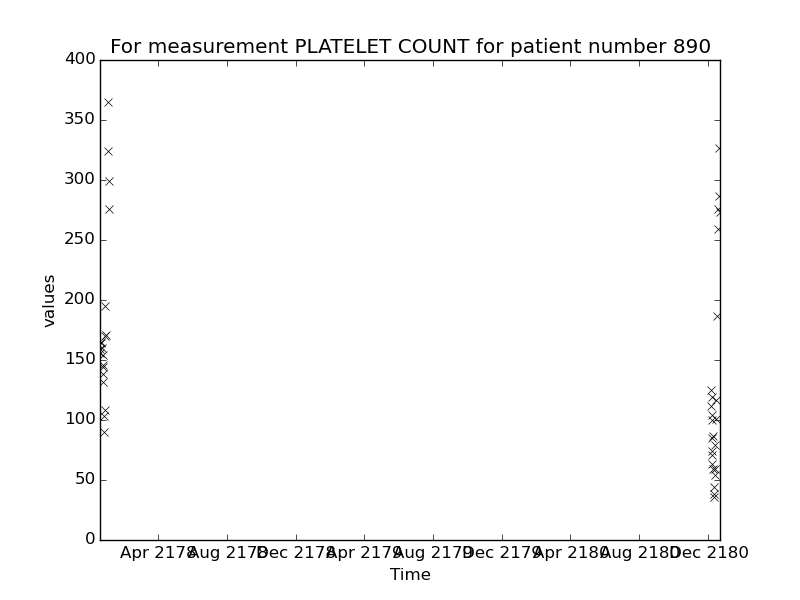 For measurement PLATELET COUNT for patient number 890
400
350
300
250
200
150
100
50
0
values
Apr 2178 Aug 2178 Dec 2178 Apr 2179 Aug 2179 Dec 2179 Apr 2180 Aug 2180 Dec 2180
Time